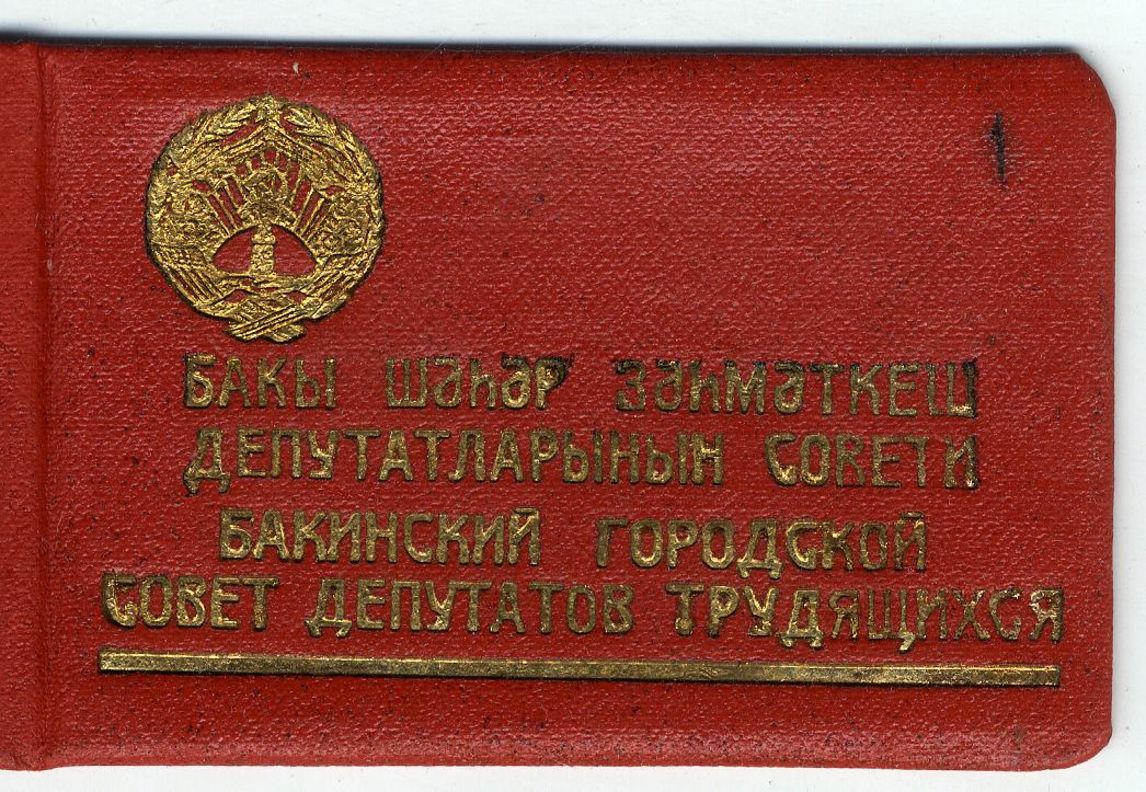 БАКЫ ШӘҺӘР ЗӘҺМӘТКЕШ
ДЕПУТАТЛАРЫНЫН СОВЕТИ
БАКИНСКИЙ ГОРОДСКОЙ
СОВЕТ ДЕПУТАТОВ ТРУДЯЩИХСЯ